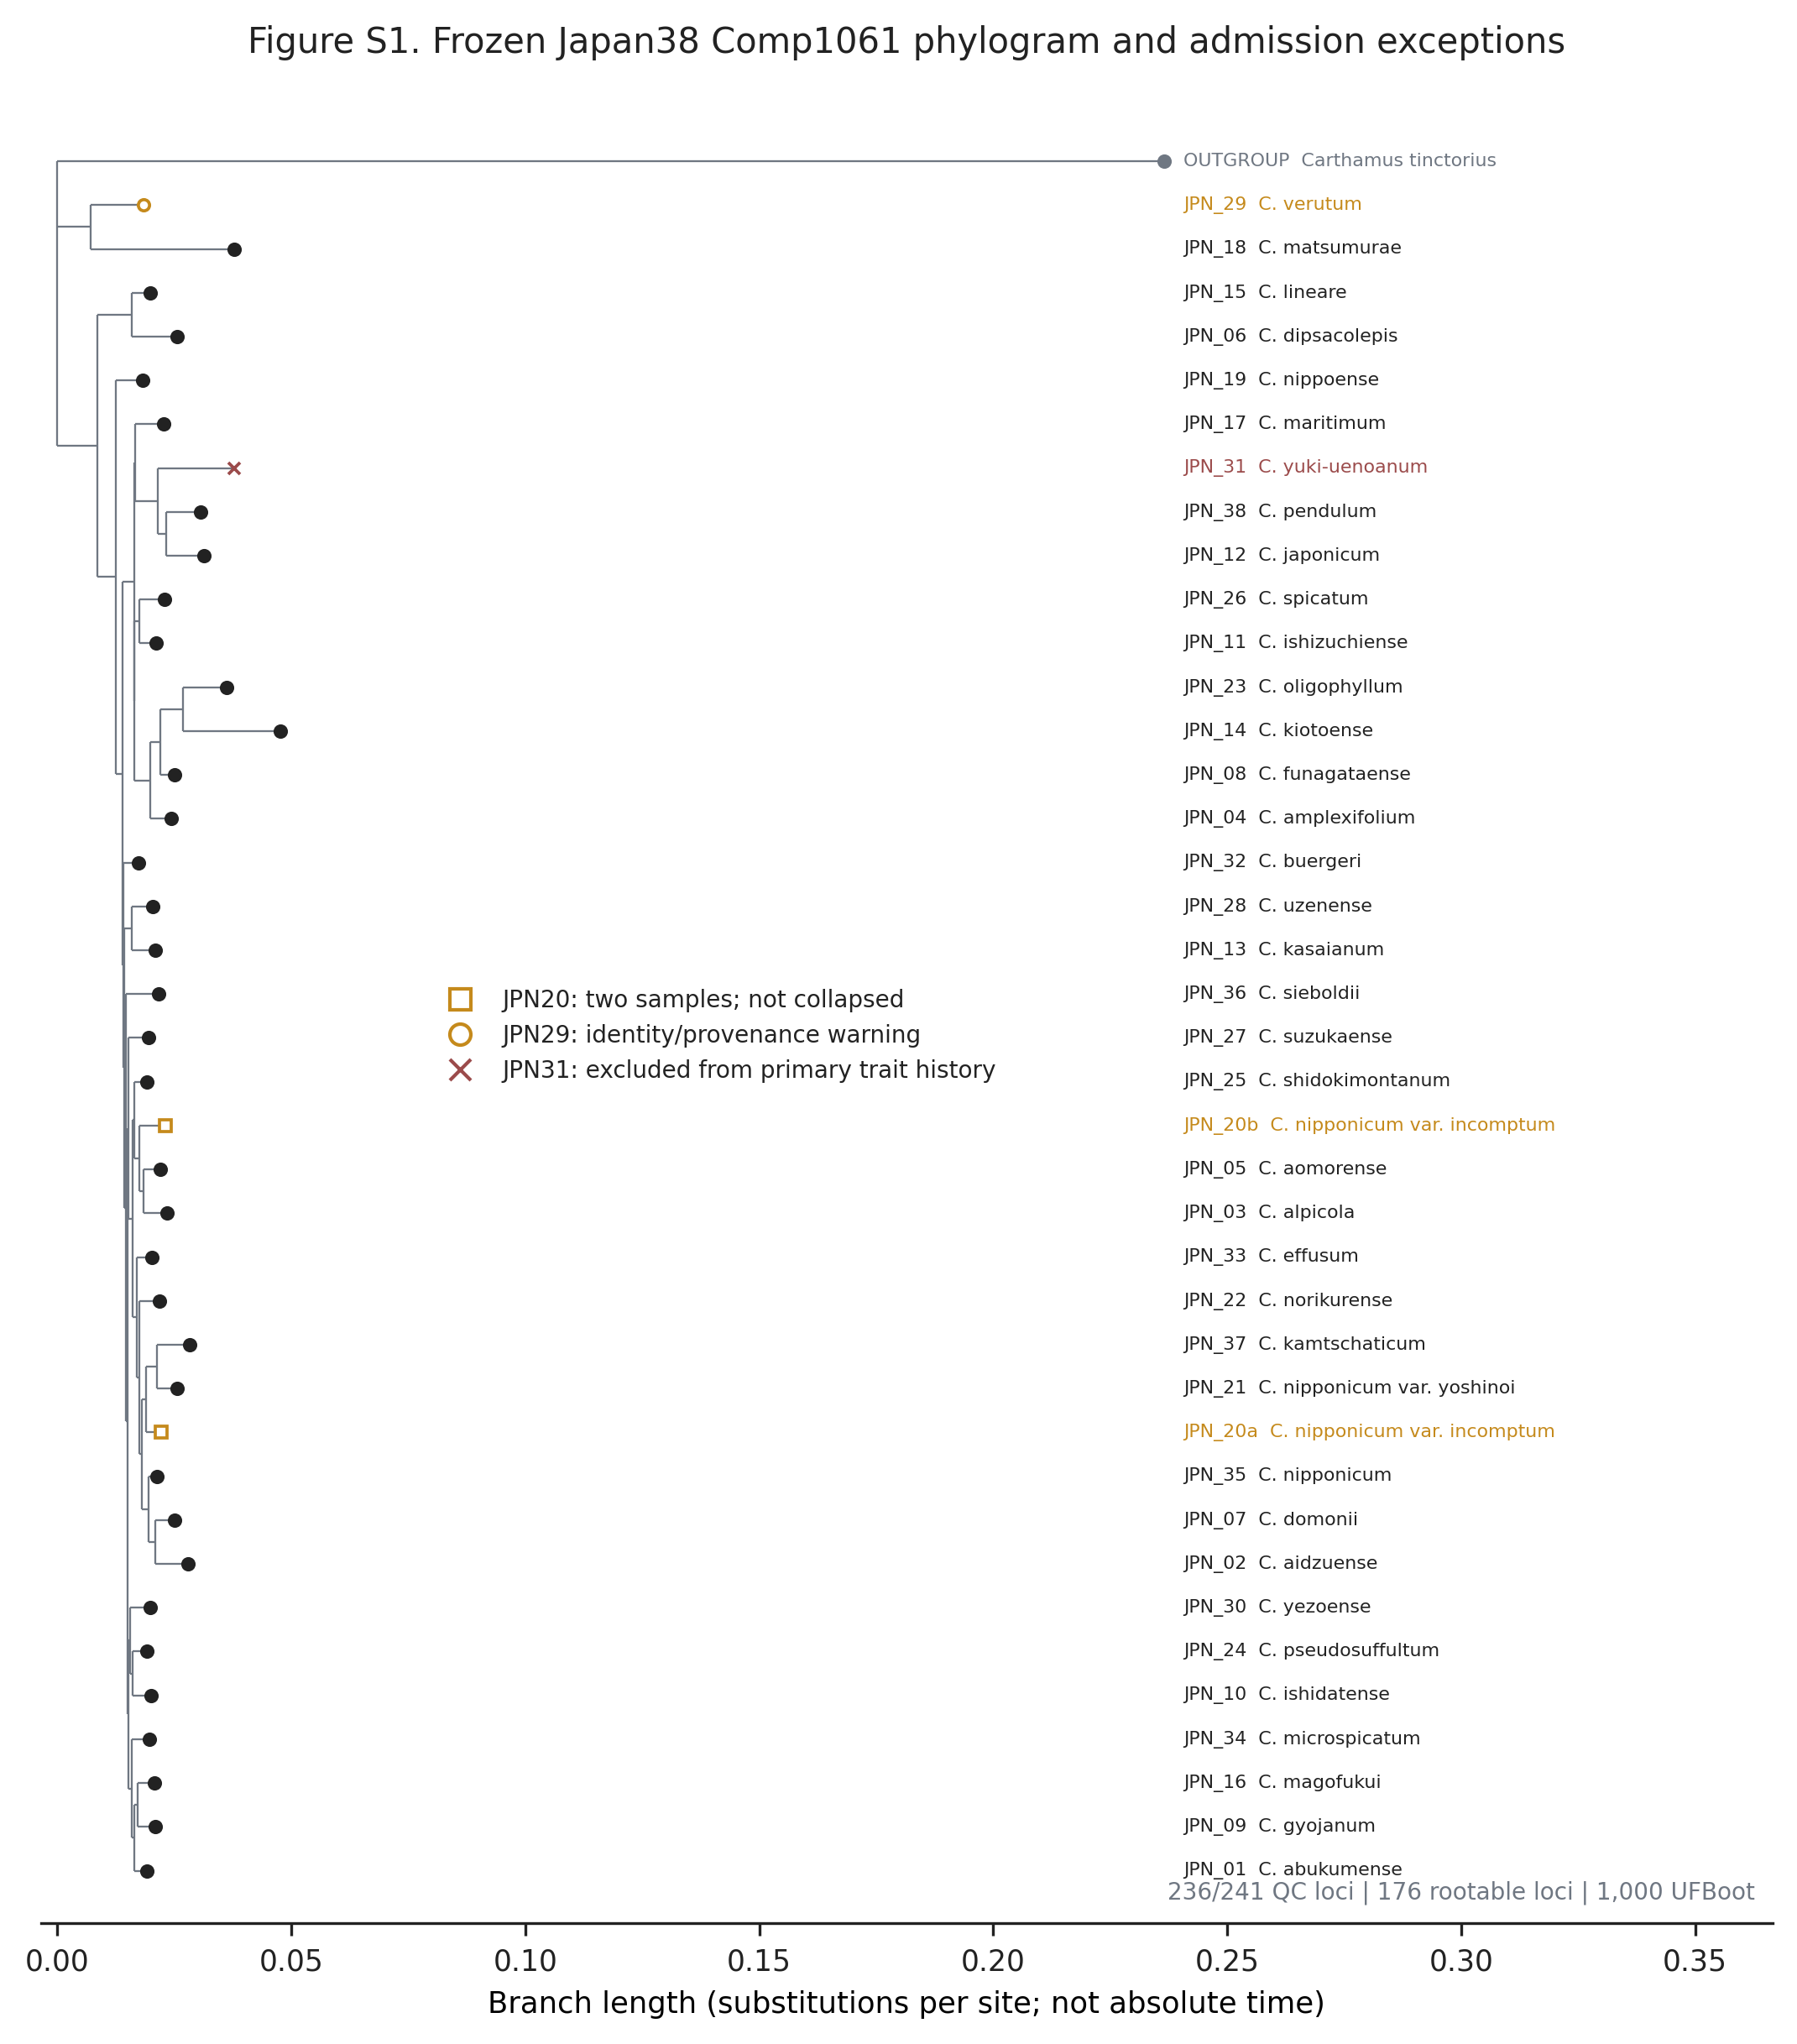 Figure S1. Frozen Japan38 Comp1061 phylogram and admission exceptions
OUTGROUP  Carthamus tinctorius
JPN_29  C. verutum
JPN_18  C. matsumurae
JPN_15  C. lineare
JPN_06  C. dipsacolepis
JPN_19  C. nippoense
JPN_17  C. maritimum
JPN_31  C. yuki-uenoanum
JPN_38  C. pendulum
JPN_12  C. japonicum
JPN_26  C. spicatum
JPN_11  C. ishizuchiense
JPN_23  C. oligophyllum
JPN_14  C. kiotoense
JPN_08  C. funagataense
JPN_04  C. amplexifolium
JPN_32  C. buergeri
JPN_28  C. uzenense
JPN_13  C. kasaianum
JPN_36  C. sieboldii
JPN_27  C. suzukaense
JPN_25  C. shidokimontanum
JPN_20b  C. nipponicum var. incomptum
JPN_05  C. aomorense
JPN_03  C. alpicola
JPN_33  C. effusum
JPN_22  C. norikurense
JPN_37  C. kamtschaticum
JPN_21  C. nipponicum var. yoshinoi
JPN_20a  C. nipponicum var. incomptum
JPN_35  C. nipponicum
JPN_07  C. domonii
JPN_02  C. aidzuense
JPN_30  C. yezoense
JPN_24  C. pseudosuffultum
JPN_10  C. ishidatense
JPN_34  C. microspicatum
JPN_16  C. magofukui
JPN_09  C. gyojanum
JPN_01  C. abukumense
JPN20: two samples; not collapsed
JPN29: identity/provenance warning
JPN31: excluded from primary trait history
236/241 QC loci | 176 rootable loci | 1,000 UFBoot
0.00 0.05 0.10 0.15 0.20 0.25 0.30 0.35
Branch length (substitutions per site; not absolute time)